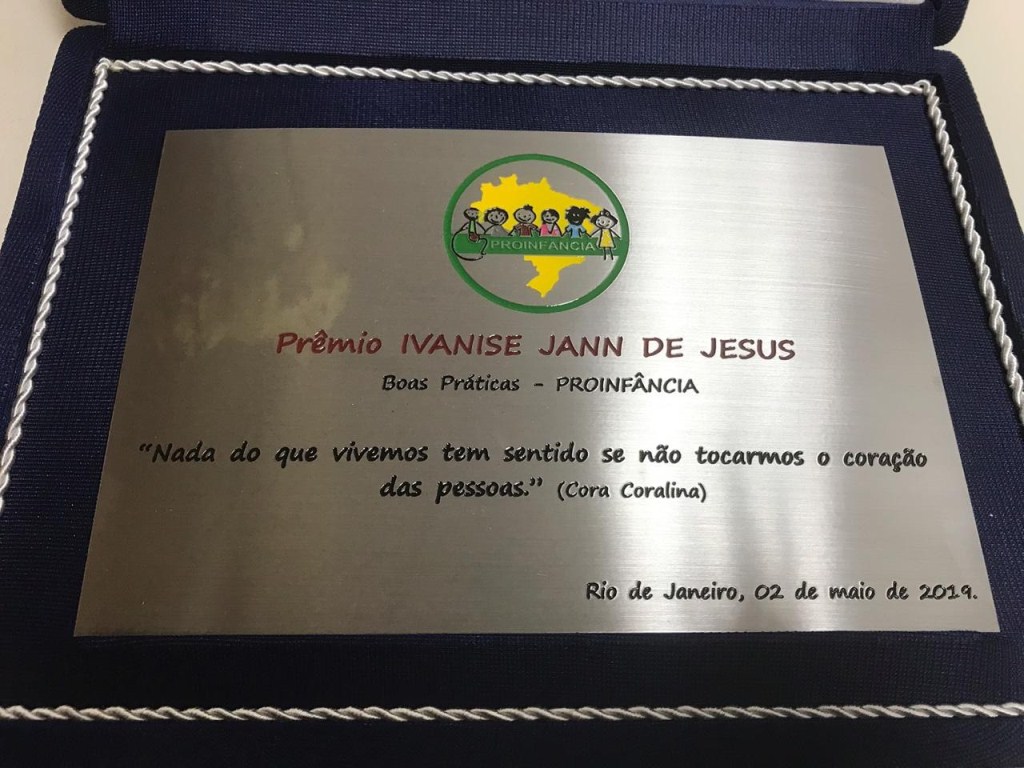 PROINFANCIA
Prêmio IVANISE JANN DE JESUS
Boas Práticas - PROINFÂNCIA
“Nada do que vivemos tem sentido se não tocarmos o coração
das pessoas.” (Cora Coralina)
Rio de Janeiro, 02 de maio de 2019.